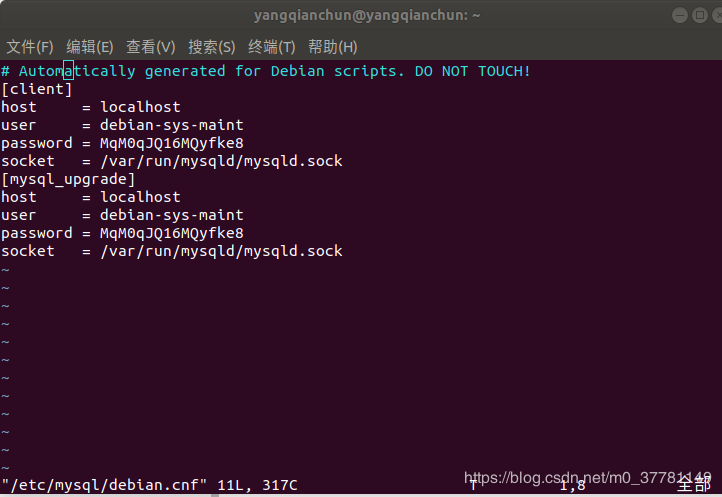 yangqianchun@yangqianchun: ~
文件(F) 编辑(E) 查看(V) 搜索(S) 终端(T) 帮助(H)
# Automatically generated for Debian scripts. DO NOT TOUCH!
[client]
host     = localhost
user     = debian-sys-maint
password = MqM0qJQ16MQyfke8
socket   = /var/run/mysqld/mysqld.sock
[mysql_upgrade]
host     = localhost
user     = debian-sys-maint
password = MqM0qJQ16MQyfke8
socket   = /var/run/mysqld/mysqld.sock
~
~
~
~
~
~
~
~
~
~
~
~
"/etc/mysql/debian.cnf" 11L, 317C T 1,8 全部
https://blog.csdn.net/m0_37781149